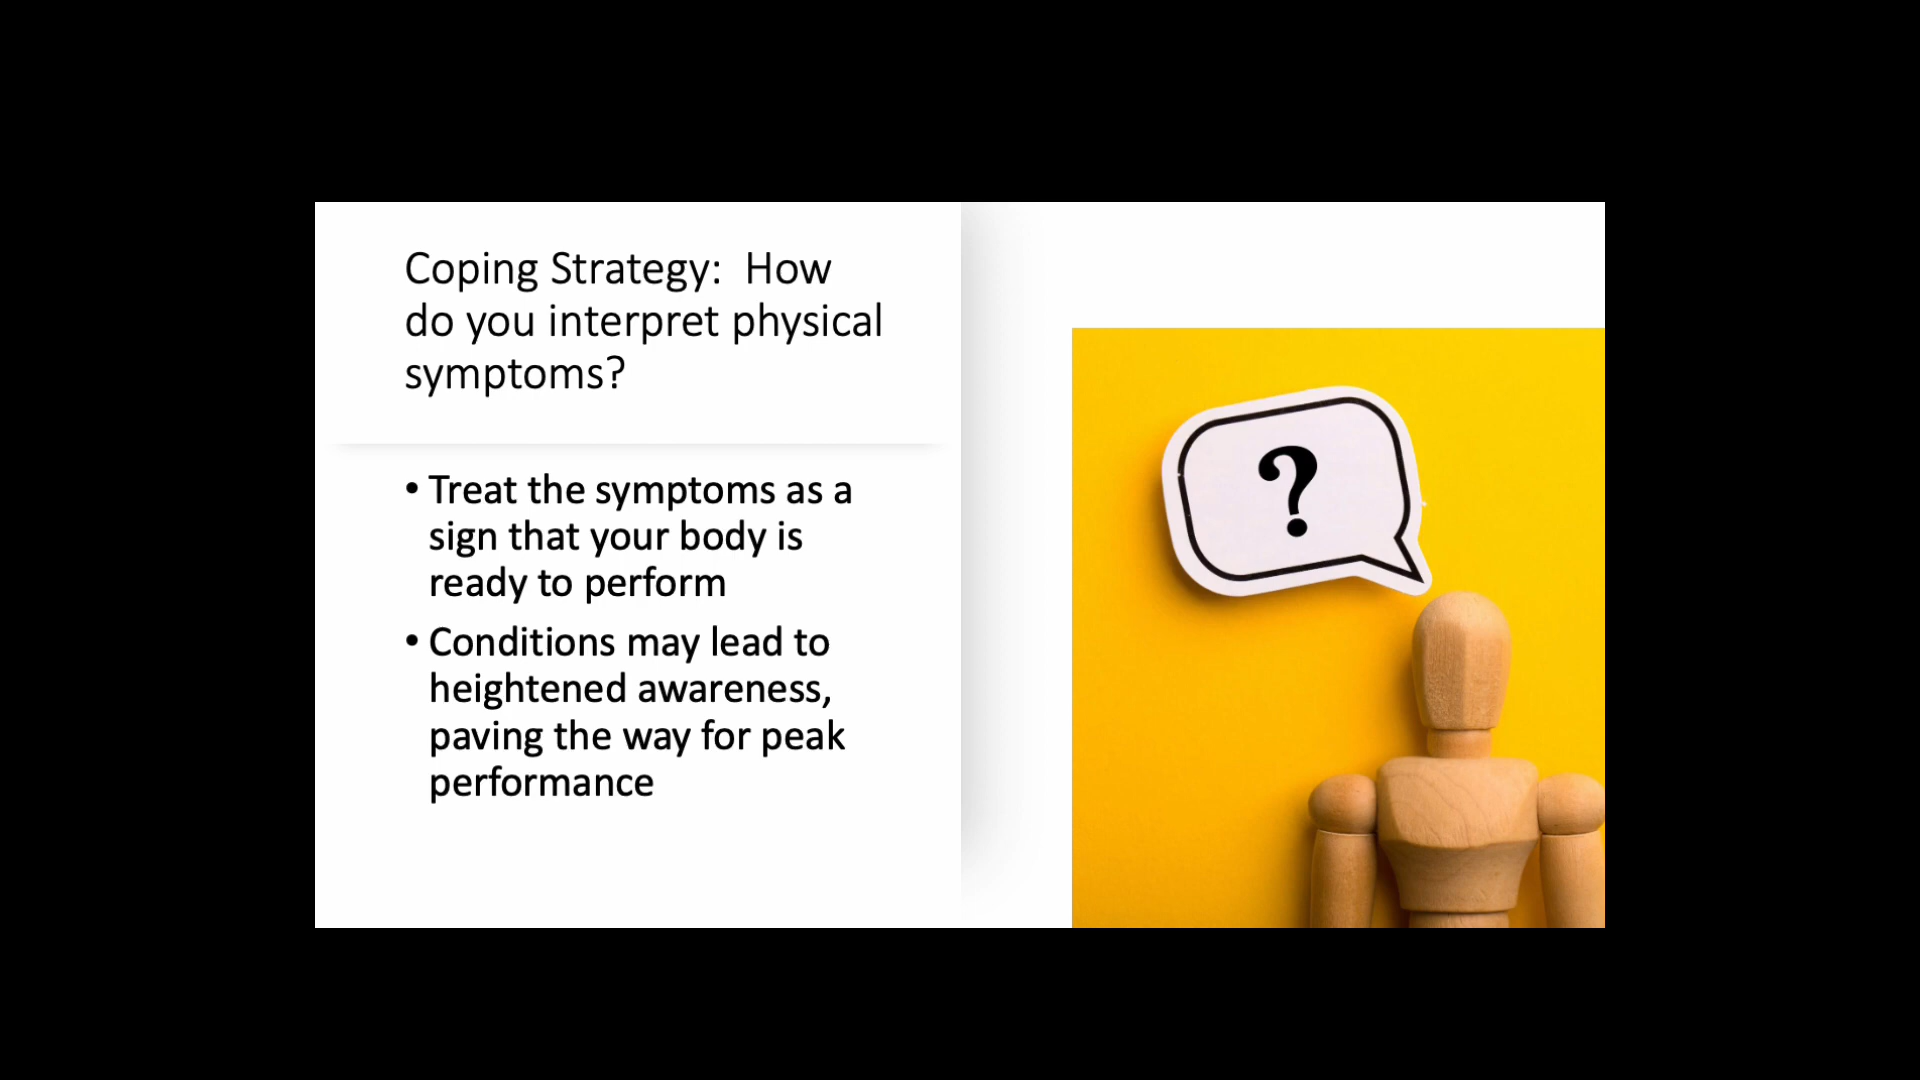 Coping Strategy:  How
do you interpret physical
symptoms?
• Treat the symptoms as a
sign that your body is
ready to perform
• Conditions may lead to
heightened awareness,
paving the way for peak
performance
?